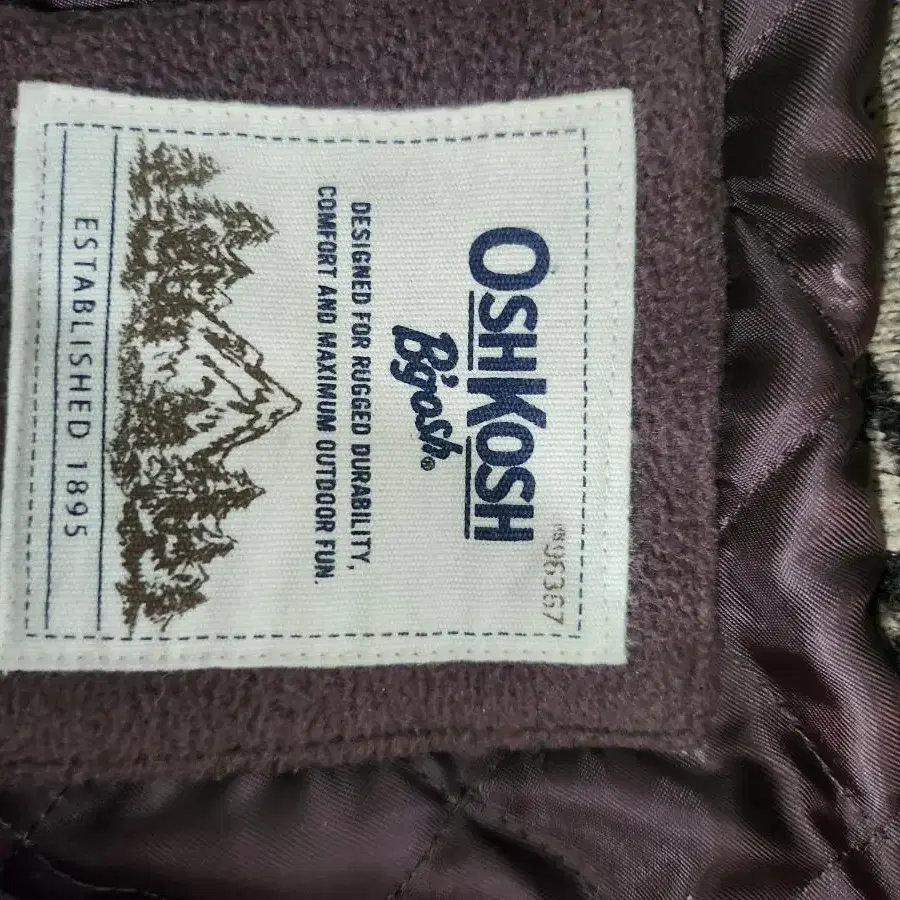 96367
OSHKOSH
B'gosh®
DESIGNED FOR RUGGED DURABILITY,
COMFORT AND MAXIMUM OUTDOOR FUN.
ESTABLISHED 1895